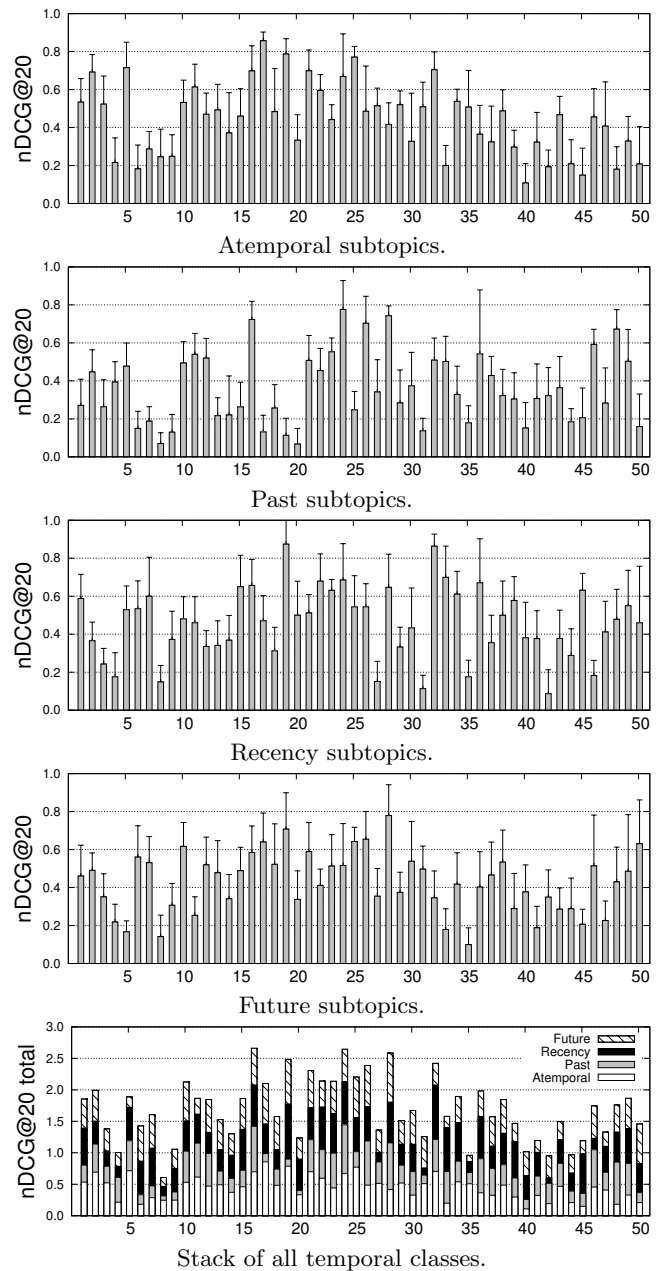 1.0
0.8
0.6
0.4
0.2
0.0
nDCG@20
5 10 15 20 25 30 35 40 45 50
Atemporal subtopics.
1.0
0.8
0.6
0.4
0.2
0.0
nDCG@20
5 10 15 20 25 30 35 40 45 50
Past subtopics.
1.0
0.8
0.6
0.4
0.2
0.0
nDCG@20
5 10 15 20 25 30 35 40 45 50
Recency subtopics.
1.0
0.8
0.6
0.4
0.2
0.0
nDCG@20
5 10 15 20 25 30 35 40 45 50
Future subtopics.
3.0
2.5
2.0
1.5
1.0
0.5
0.0
nDCG@20 total
Future
Recency
Past
Atemporal
5 10 15 20 25 30 35 40 45 50
Stack of all temporal classes.